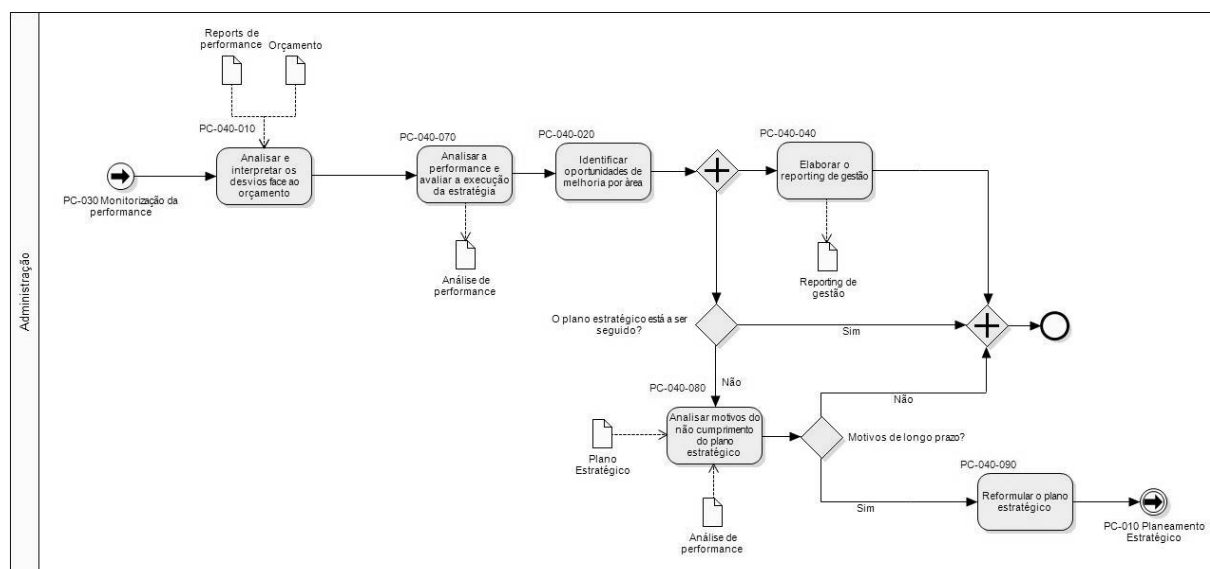 Administração
Reports de
performance
Orçamento
PC-040-010
Analisar e
interpretar os
desvios face ao
orçamento
PC-030 Monitorização da
performance
PC-040-070
Analisar a
performance e
avaliar a execução
da estratégia
Análise de
performance
PC-040-020
Identificar
oportunidades de
melhoria por área
PC-040-040
Elaborar o
reporting de gestão
Reporting de
gestão
O plano estratégico está a ser
seguido?
Sim
Não
PC-040-080
Analisar motivos do
não cumprimento
do plano
estratégico
Plano
Estratégico
Análise de
performance
Motivos de longo prazo?
Não
Sim
PC-040-090
Reformular o plano
estratégico
PC-010 Planeamento
Estratégico